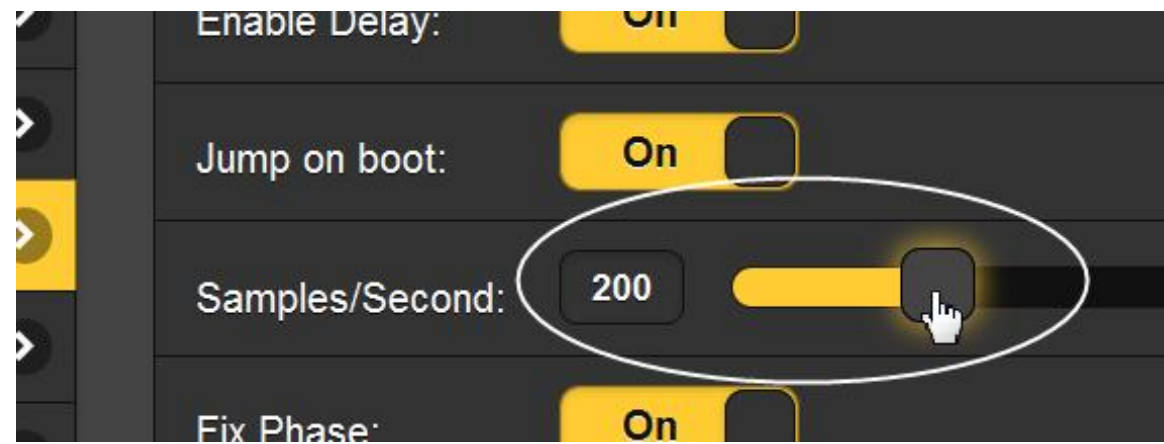 Enable Delay: On
Jump on boot: On
Samples/Second: 200
Fix Phase: On